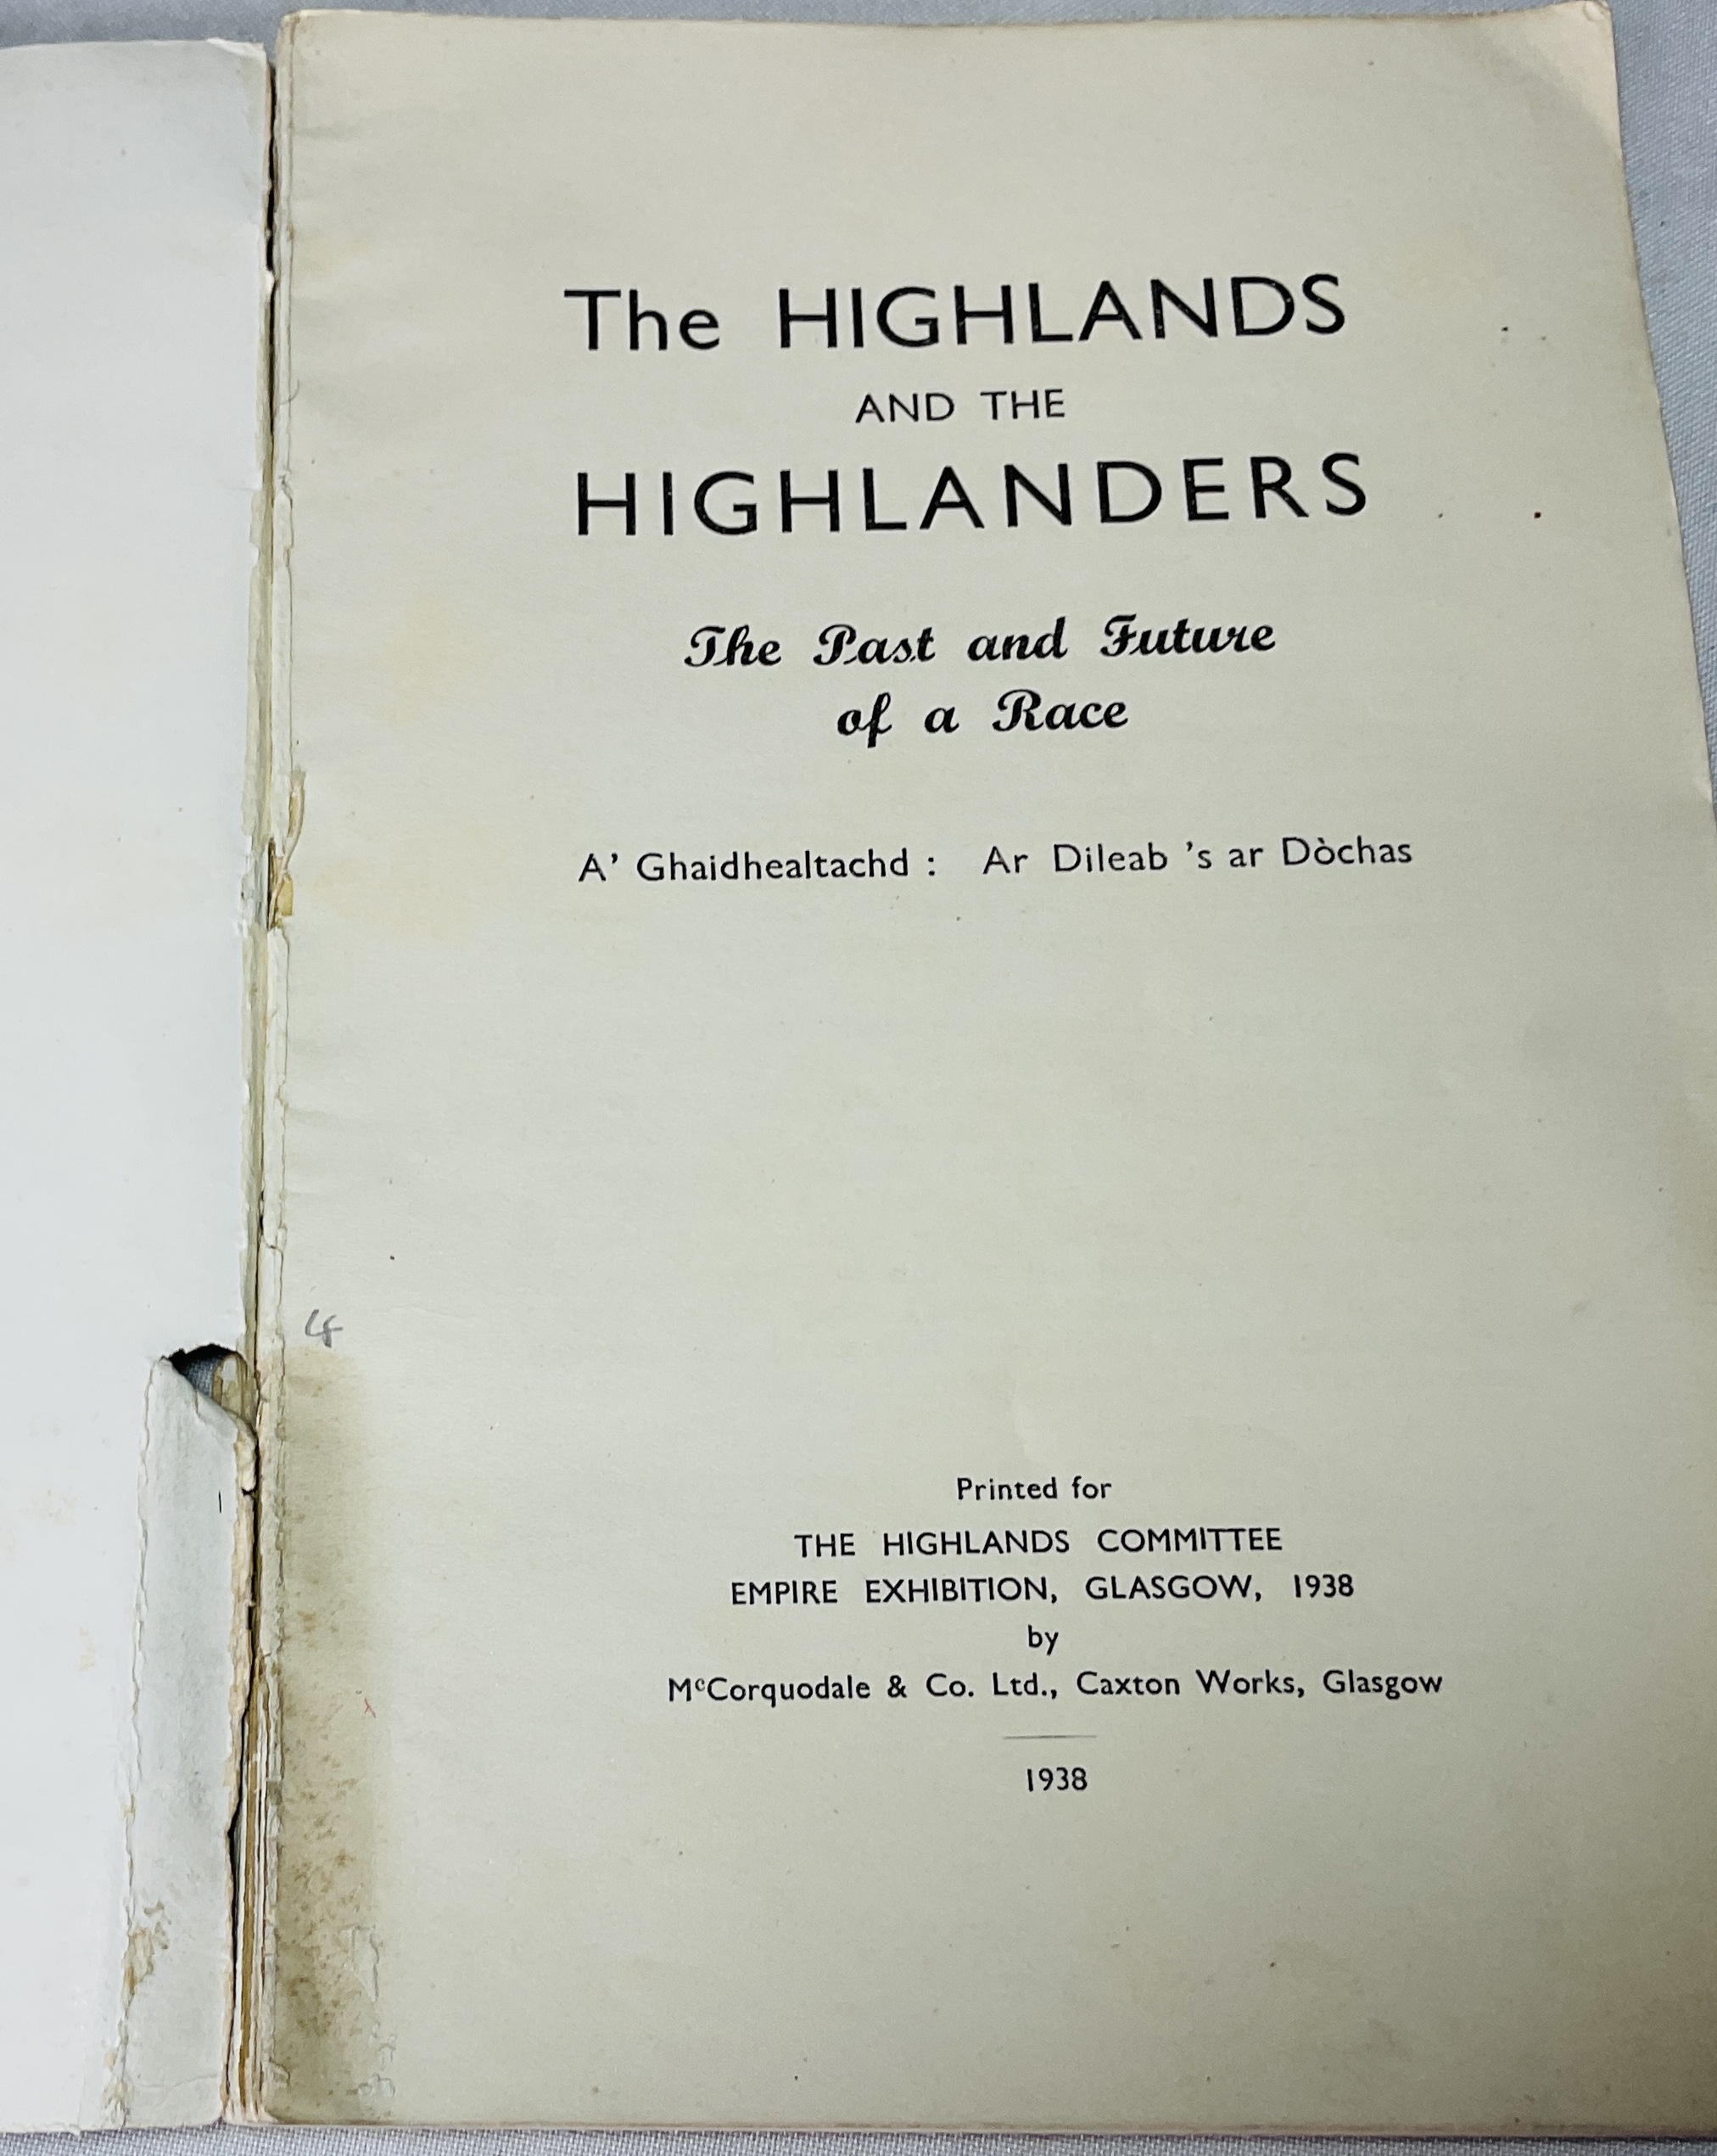 The HIGHLANDS
AND THE
HIGHLANDERS
The Past and Future
of a Race
A' Ghaidhealtachd : Ar Dileab 's ar Dòchas
4
Printed for
THE HIGHLANDS COMMITTEE
EMPIRE EXHIBITION, GLASGOW, 1938
by
McCorquodale & Co. Ltd., Caxton Works, Glasgow
1938